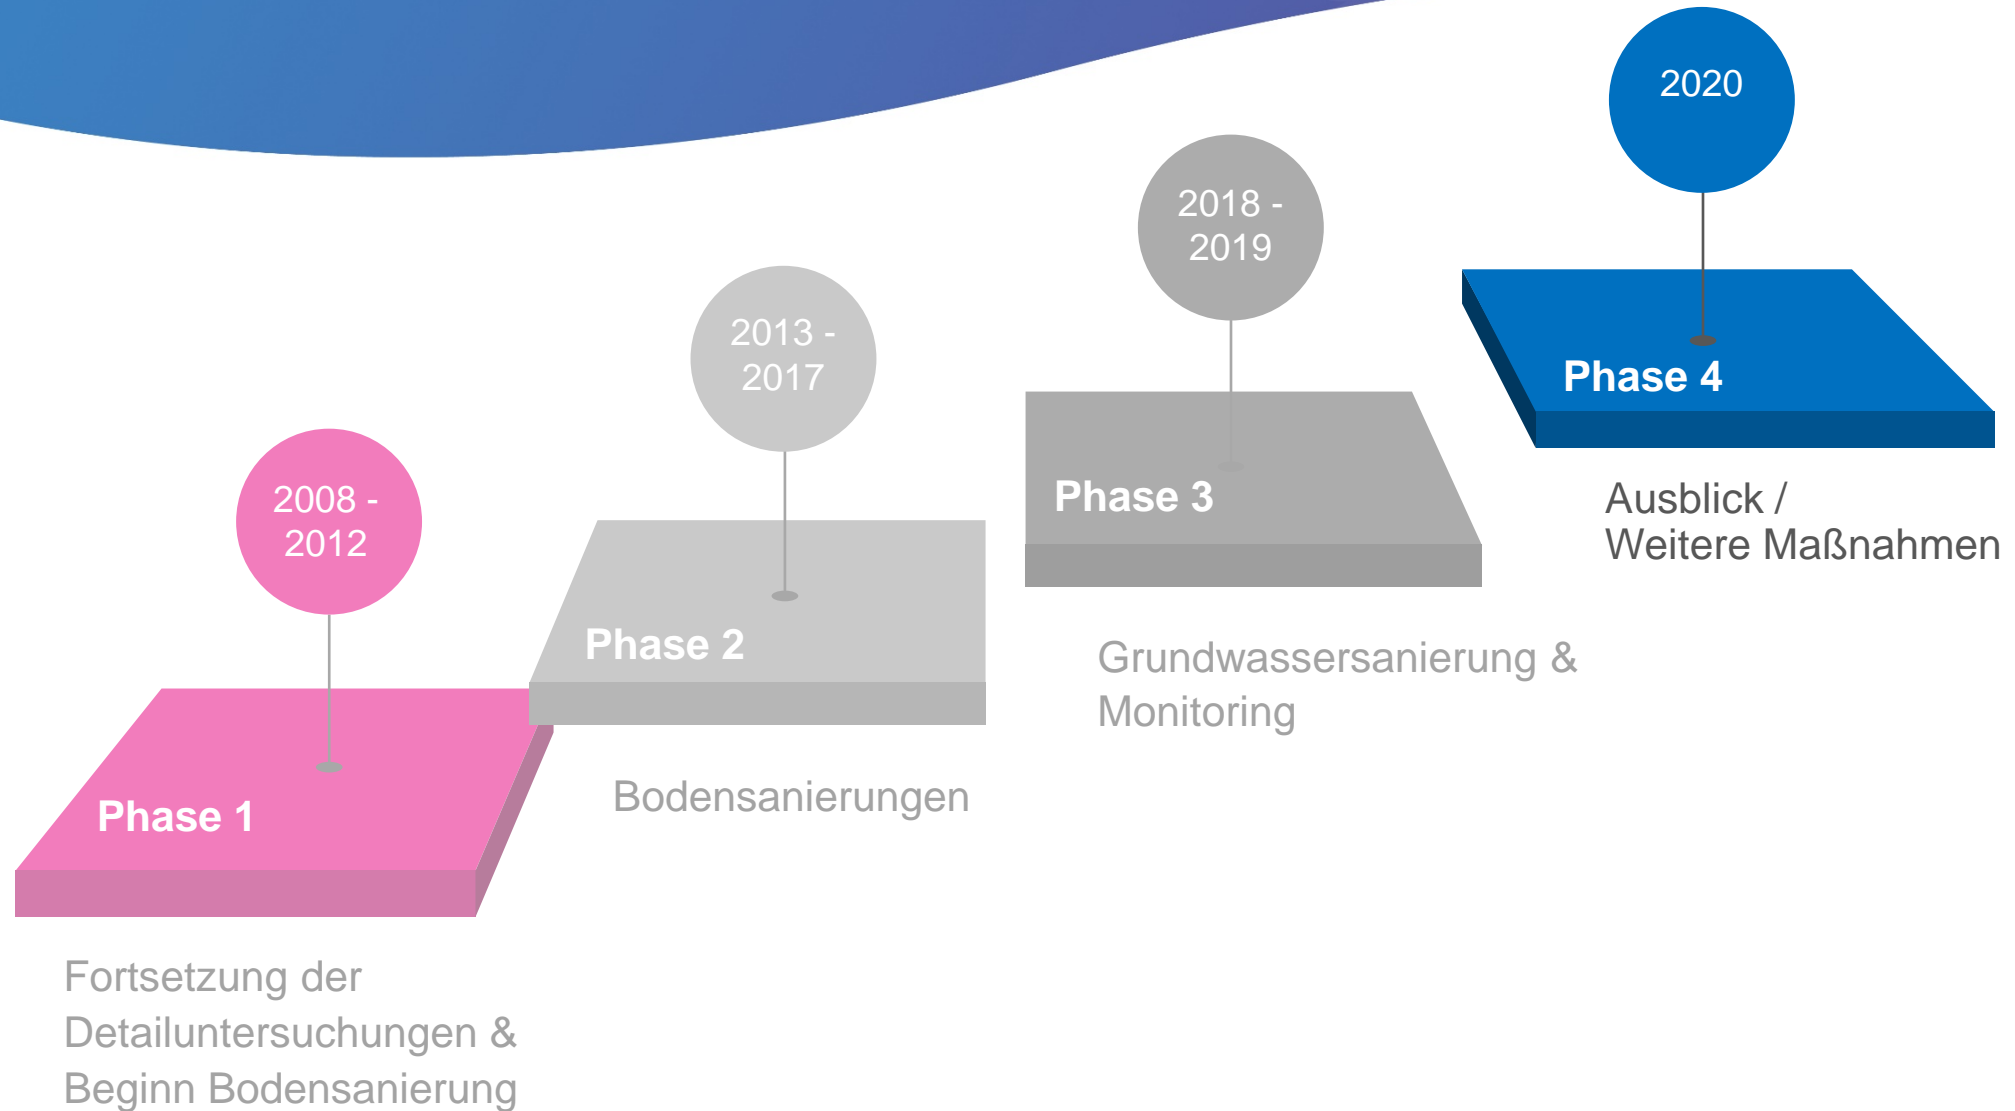 2008 -
2012
Phase 1
Fortsetzung der
Detailuntersuchungen &
Beginn Bodensanierung
2013 -
2017
Phase 2
Bodensanierungen
2018 -
2019
Phase 3
Grundwassersanierung &
Monitoring
2020
Phase 4
Ausblick /
Weitere Maßnahmen